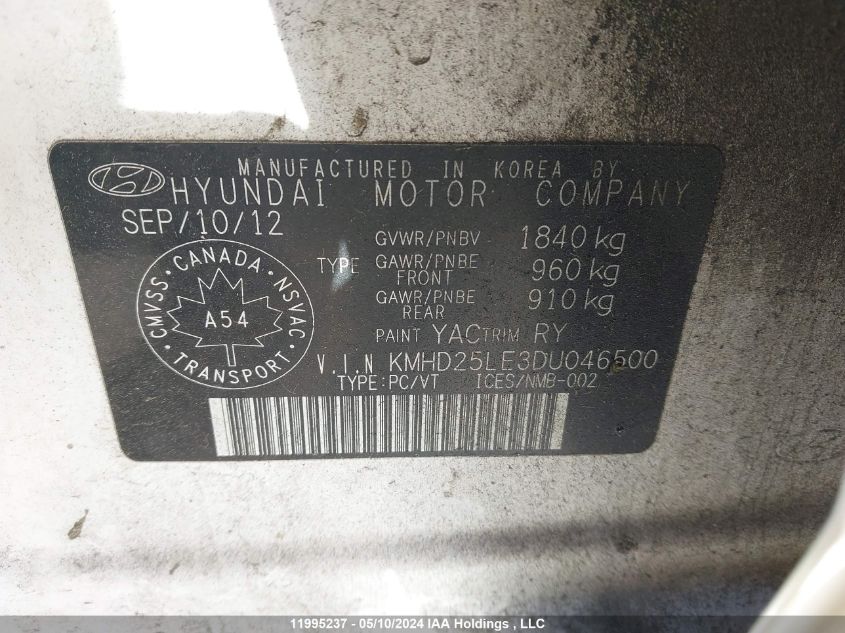 MANUFACTURED IN KOREA BY
HYUNDAI MOTOR COMPANY
SEP/10/12
GVWR/PNBV 1840 kg
TYPE GAWR/PNBE FRONT 960 kg
GAWR/PNBE REAR 910 kg
PAINT YAC TRIM RY
V.I.N KMHD25LE3DU046500
TYPE:PC/VT ICES/NMB-002
CMVSS · CANADA · NSVAC · TRANSPORT ·
A54
11995237 - 05/10/2024 IAA Holdings , LLC